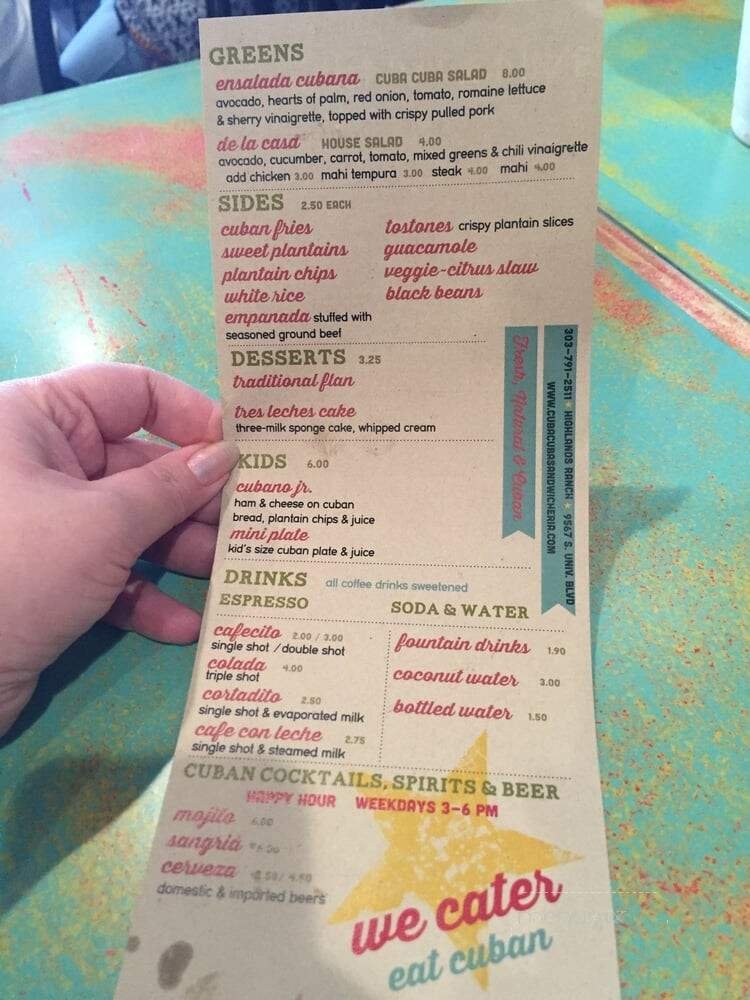 GREENS
ensalada cubana CUBA CUBA SALAD 8.00
avocado, hearts of palm, red onion, tomato, romaine lettuce
& sherry vinaigrette, topped with crispy pulled pork
de la casa HOUSE SALAD 4.00
avocado, cucumber, carrot, tomato, mixed greens & chili vinaigrette
add chicken 3.00 mahi tempura 3.00 steak 4.00 mahi 4.00
SIDES 2.50 EACH
cuban fries
sweet plantains
plantain chips
white rice
empanada stuffed with
seasoned ground beef
tostones crispy plantain slices
guacamole
veggie-citrus slaw
black beans
DESSERTS 3.25
traditional flan
tres leches cake
three-milk sponge cake, whipped cream
KIDS 6.00
cubano jr.
ham & cheese on cuban
bread, plantain chips & juice
mini plate
kid's size cuban plate & juice
Fresh, Natural & Cuban
303-791-2511 ★ HIGHLANDS RANCH ★ 9567 S. UNIV. BLVD
WWW.CUBACUBASANDWICHERIA.COM
DRINKS all coffee drinks sweetened
ESPRESSO
cafecito 2.00 / 3.00
single shot / double shot
colada 4.00
triple shot
cortadito 2.50
single shot & evaporated milk
cafe con leche 2.75
single shot & steamed milk
SODA & WATER
fountain drinks 1.90
coconut water 3.00
bottled water 1.50
CUBAN COCKTAILS, SPIRITS & BEER
HAPPY HOUR WEEKDAYS 3-6 PM
mojito 6.00
sangria
cerveza / 4.50
domestic & imported beers
we cater
eat cuban